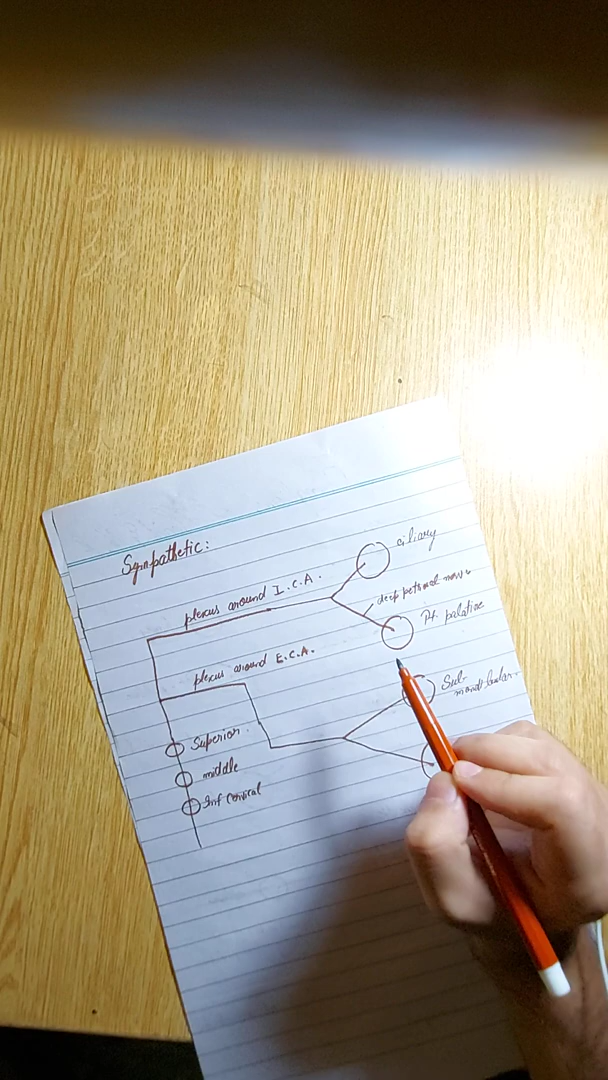 Sympathetic:
ciliary
plexus around I.C.A.
deep petrosal nerve
Pt. palatine
plexus around E.C.A.
Sub-
mandibular
Superior
middle
Inf cervical